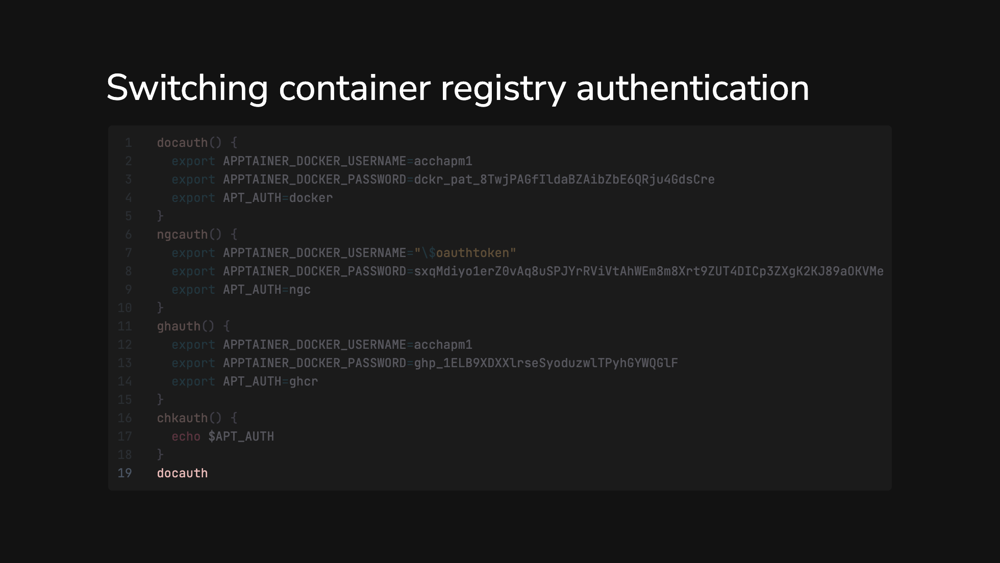 Switching container registry authentication
1 docauth() {
2 export APPTAINER_DOCKER_USERNAME=acchapm1
3 export APPTAINER_DOCKER_PASSWORD=dckr_pat_8TwjPAGfIldaBZAibZbE6QRju4GdsCre
4 export APT_AUTH=docker
5 }
6 ngcauth() {
7 export APPTAINER_DOCKER_USERNAME="\$oauthtoken"
8 export APPTAINER_DOCKER_PASSWORD=sxqMdiyo1erZ0vAq8uSPJYrRViVtAhWEm8m8Xrt9ZUT4DICp3ZXgK2KJ89aOKVMe
9 export APT_AUTH=ngc
10 }
11 ghauth() {
12 export APPTAINER_DOCKER_USERNAME=acchapm1
13 export APPTAINER_DOCKER_PASSWORD=ghp_1ELB9XDXXlrseSyoduzwlTPyhGYWQGlF
14 export APT_AUTH=ghcr
15 }
16 chkauth() {
17 echo $APT_AUTH
18 }
19 docauth